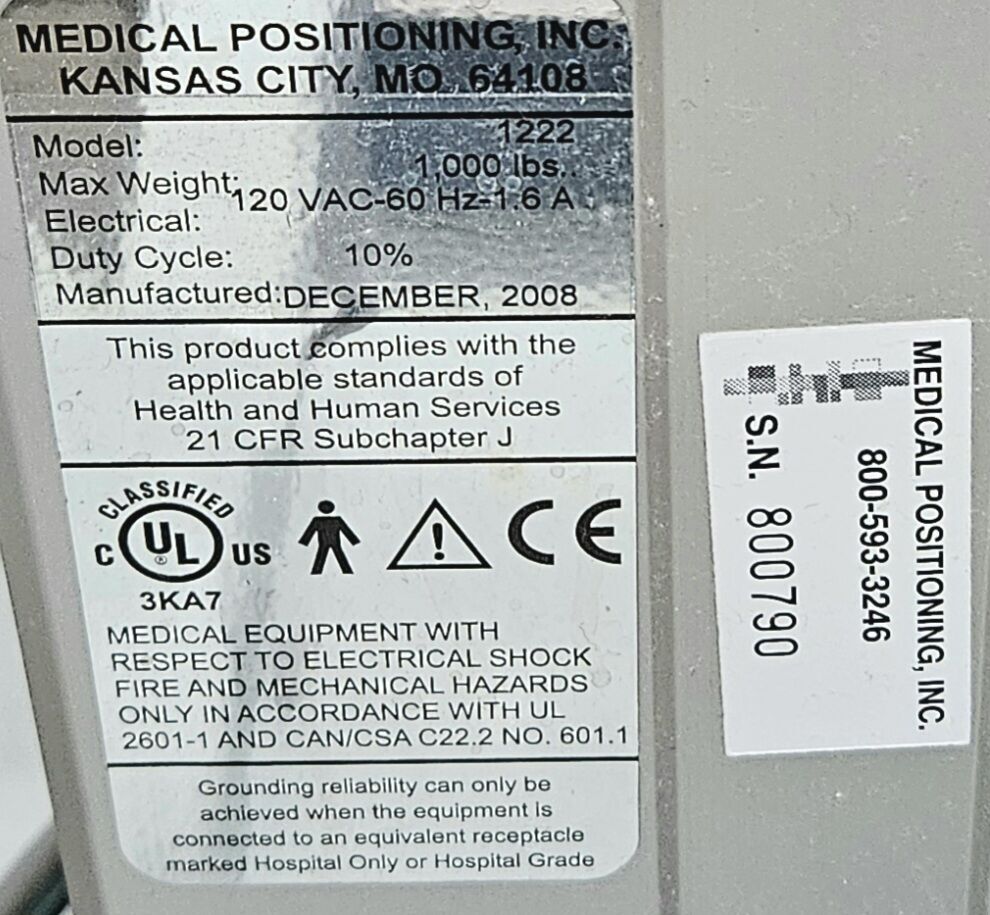 MEDICAL POSITIONING, INC.
KANSAS CITY, MO 64108
Model: 1222
Max Weight: 1,000 lbs.
Electrical: 120 VAC-60 Hz-1.6 A
Duty Cycle: 10%
Manufactured: DECEMBER, 2008
This product complies with the
applicable standards of
Health and Human Services
21 CFR Subchapter J
CLASSIFIED
C UL ® US
3KA7
CE
MEDICAL EQUIPMENT WITH
RESPECT TO ELECTRICAL SHOCK
FIRE AND MECHANICAL HAZARDS
ONLY IN ACCORDANCE WITH UL
2601-1 AND CAN/CSA C22.2 NO. 601.1
Grounding reliability can only be
achieved when the equipment is
connected to an equivalent receptacle
marked Hospital Only or Hospital Grade
MEDICAL POSITIONING, INC.
800-593-3246
S.N. 800790